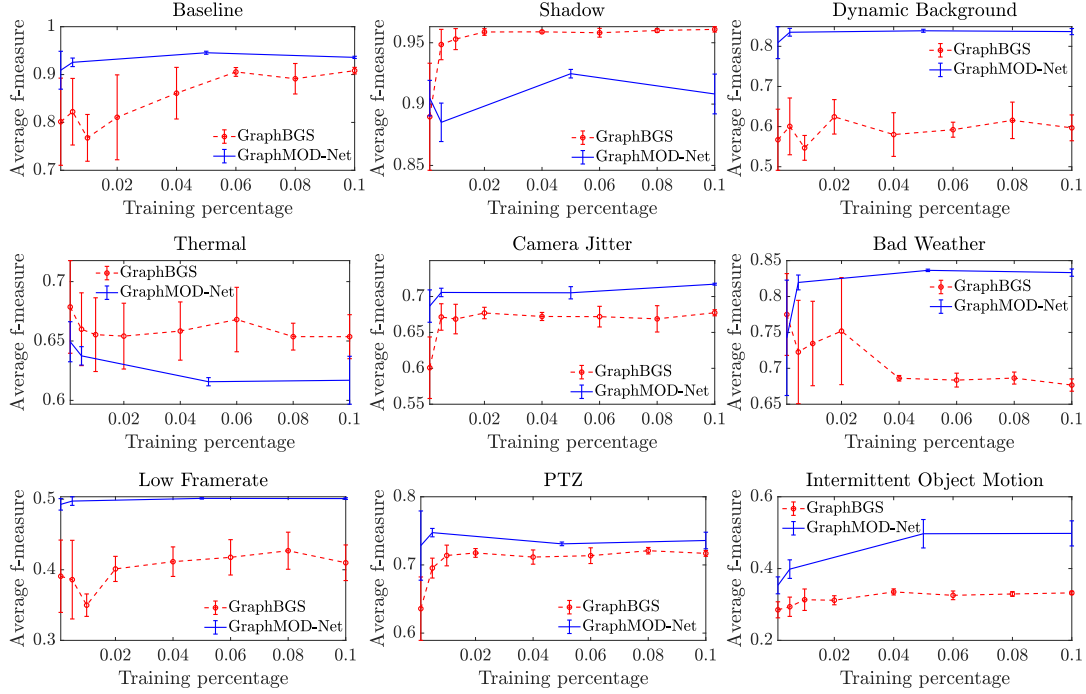 Baseline
Average f-measure
1
0.9
0.8
0.7
GraphBGS
GraphMOD-Net
0.02 0.04 0.06 0.08 0.1
Training percentage
Shadow
Average f-measure
0.95
0.9
0.85
GraphBGS
GraphMOD-Net
0.02 0.04 0.06 0.08 0.1
Training percentage
Dynamic Background
Average f-measure
0.8
0.7
0.6
0.5
GraphBGS
GraphMOD-Net
0.02 0.04 0.06 0.08 0.1
Training percentage
Thermal
Average f-measure
0.7
0.6
GraphBGS
GraphMOD-Net
0.02 0.04 0.06 0.08 0.1
Training percentage
Camera Jitter
Average f-measure
0.7
0.65
0.6
0.55
GraphBGS
GraphMOD-Net
0.02 0.04 0.06 0.08 0.1
Training percentage
Bad Weather
Average f-measure
0.85
0.8
0.75
0.7
0.65
GraphBGS
GraphMOD-Net
0.02 0.04 0.06 0.08 0.1
Training percentage
Low Framerate
Average f-measure
0.5
0.4
0.3
GraphBGS
GraphMOD-Net
0.02 0.04 0.06 0.08 0.1
Training percentage
PTZ
Average f-measure
0.8
0.7
0.6
GraphBGS
GraphMOD-Net
0.02 0.04 0.06 0.08 0.1
Training percentage
Intermittent Object Motion
Average f-measure
0.6
0.4
0.2
GraphBGS
GraphMOD-Net
0.02 0.04 0.06 0.08 0.1
Training percentage